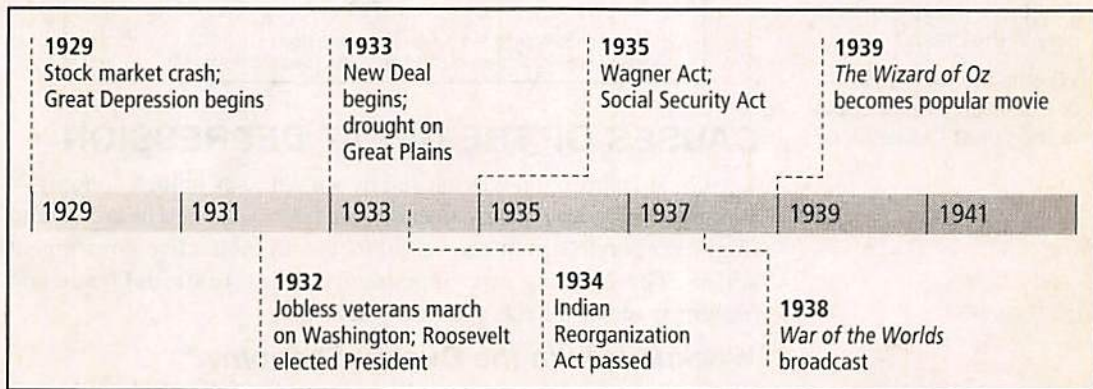 1929
Stock market crash;
Great Depression begins
1933
New Deal
begins;
drought on
Great Plains
1935
Wagner Act;
Social Security Act
1939
The Wizard of Oz
becomes popular movie
1929 1931 1933 1935 1937 1939 1941
1932
Jobless veterans march
on Washington; Roosevelt
elected President
1934
Indian
Reorganization
Act passed
1938
War of the Worlds
broadcast